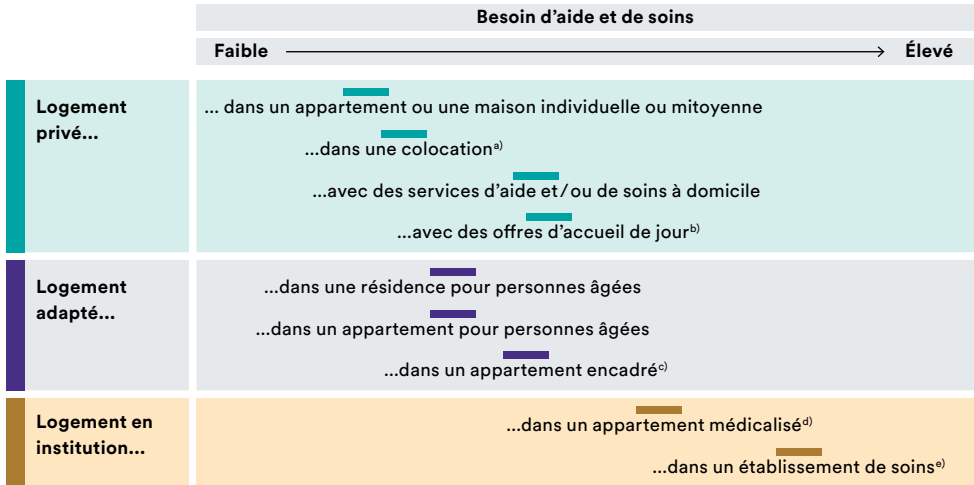 Besoin d’aide et de soins
Faible Élevé
Logement
privé...
... dans un appartement ou une maison individuelle ou mitoyenne
...dans une colocationᵃ⁾
...avec des services d’aide et/ou de soins à domicile
...avec des offres d’accueil de jourᵇ⁾
Logement
adapté...
...dans une résidence pour personnes âgées
...dans un appartement pour personnes âgées
...dans un appartement encadréᶜ⁾
Logement en
institution...
...dans un appartement médicaliséᵈ⁾
...dans un établissement de soinsᵉ⁾